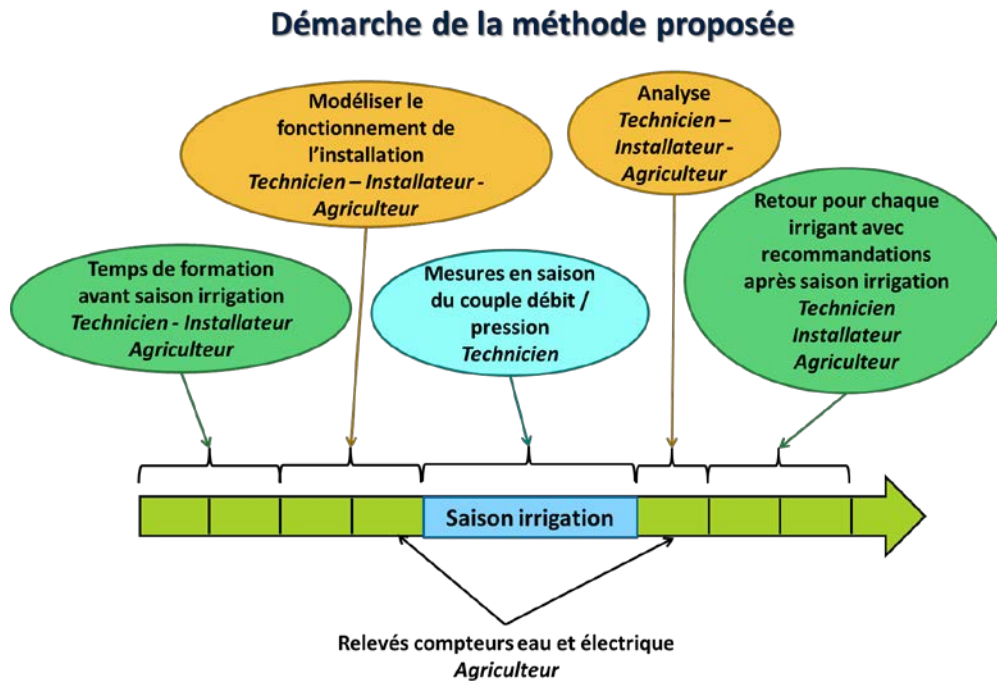 Démarche de la méthode proposée
Modéliser le
fonctionnement de
l'installation
Technicien – Installateur -
Agriculteur
Analyse
Technicien –
Installateur -
Agriculteur
Temps de formation
avant saison irrigation
Technicien - Installateur
Agriculteur
Mesures en saison
du couple débit /
pression
Technicien
Retour pour chaque
irrigant avec
recommandations
après saison irrigation
Technicien
Installateur
Agriculteur
Saison irrigation
Relevés compteurs eau et électrique
Agriculteur